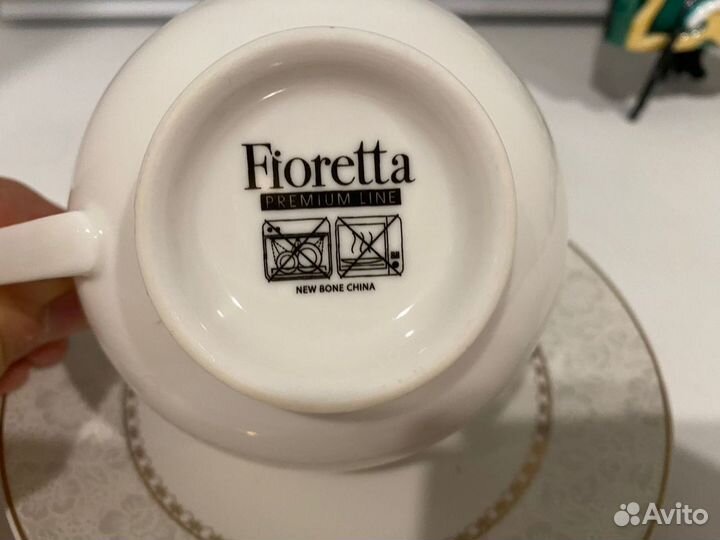 Fioretta
PREMIUM LINE
NEW BONE CHINA
Avito